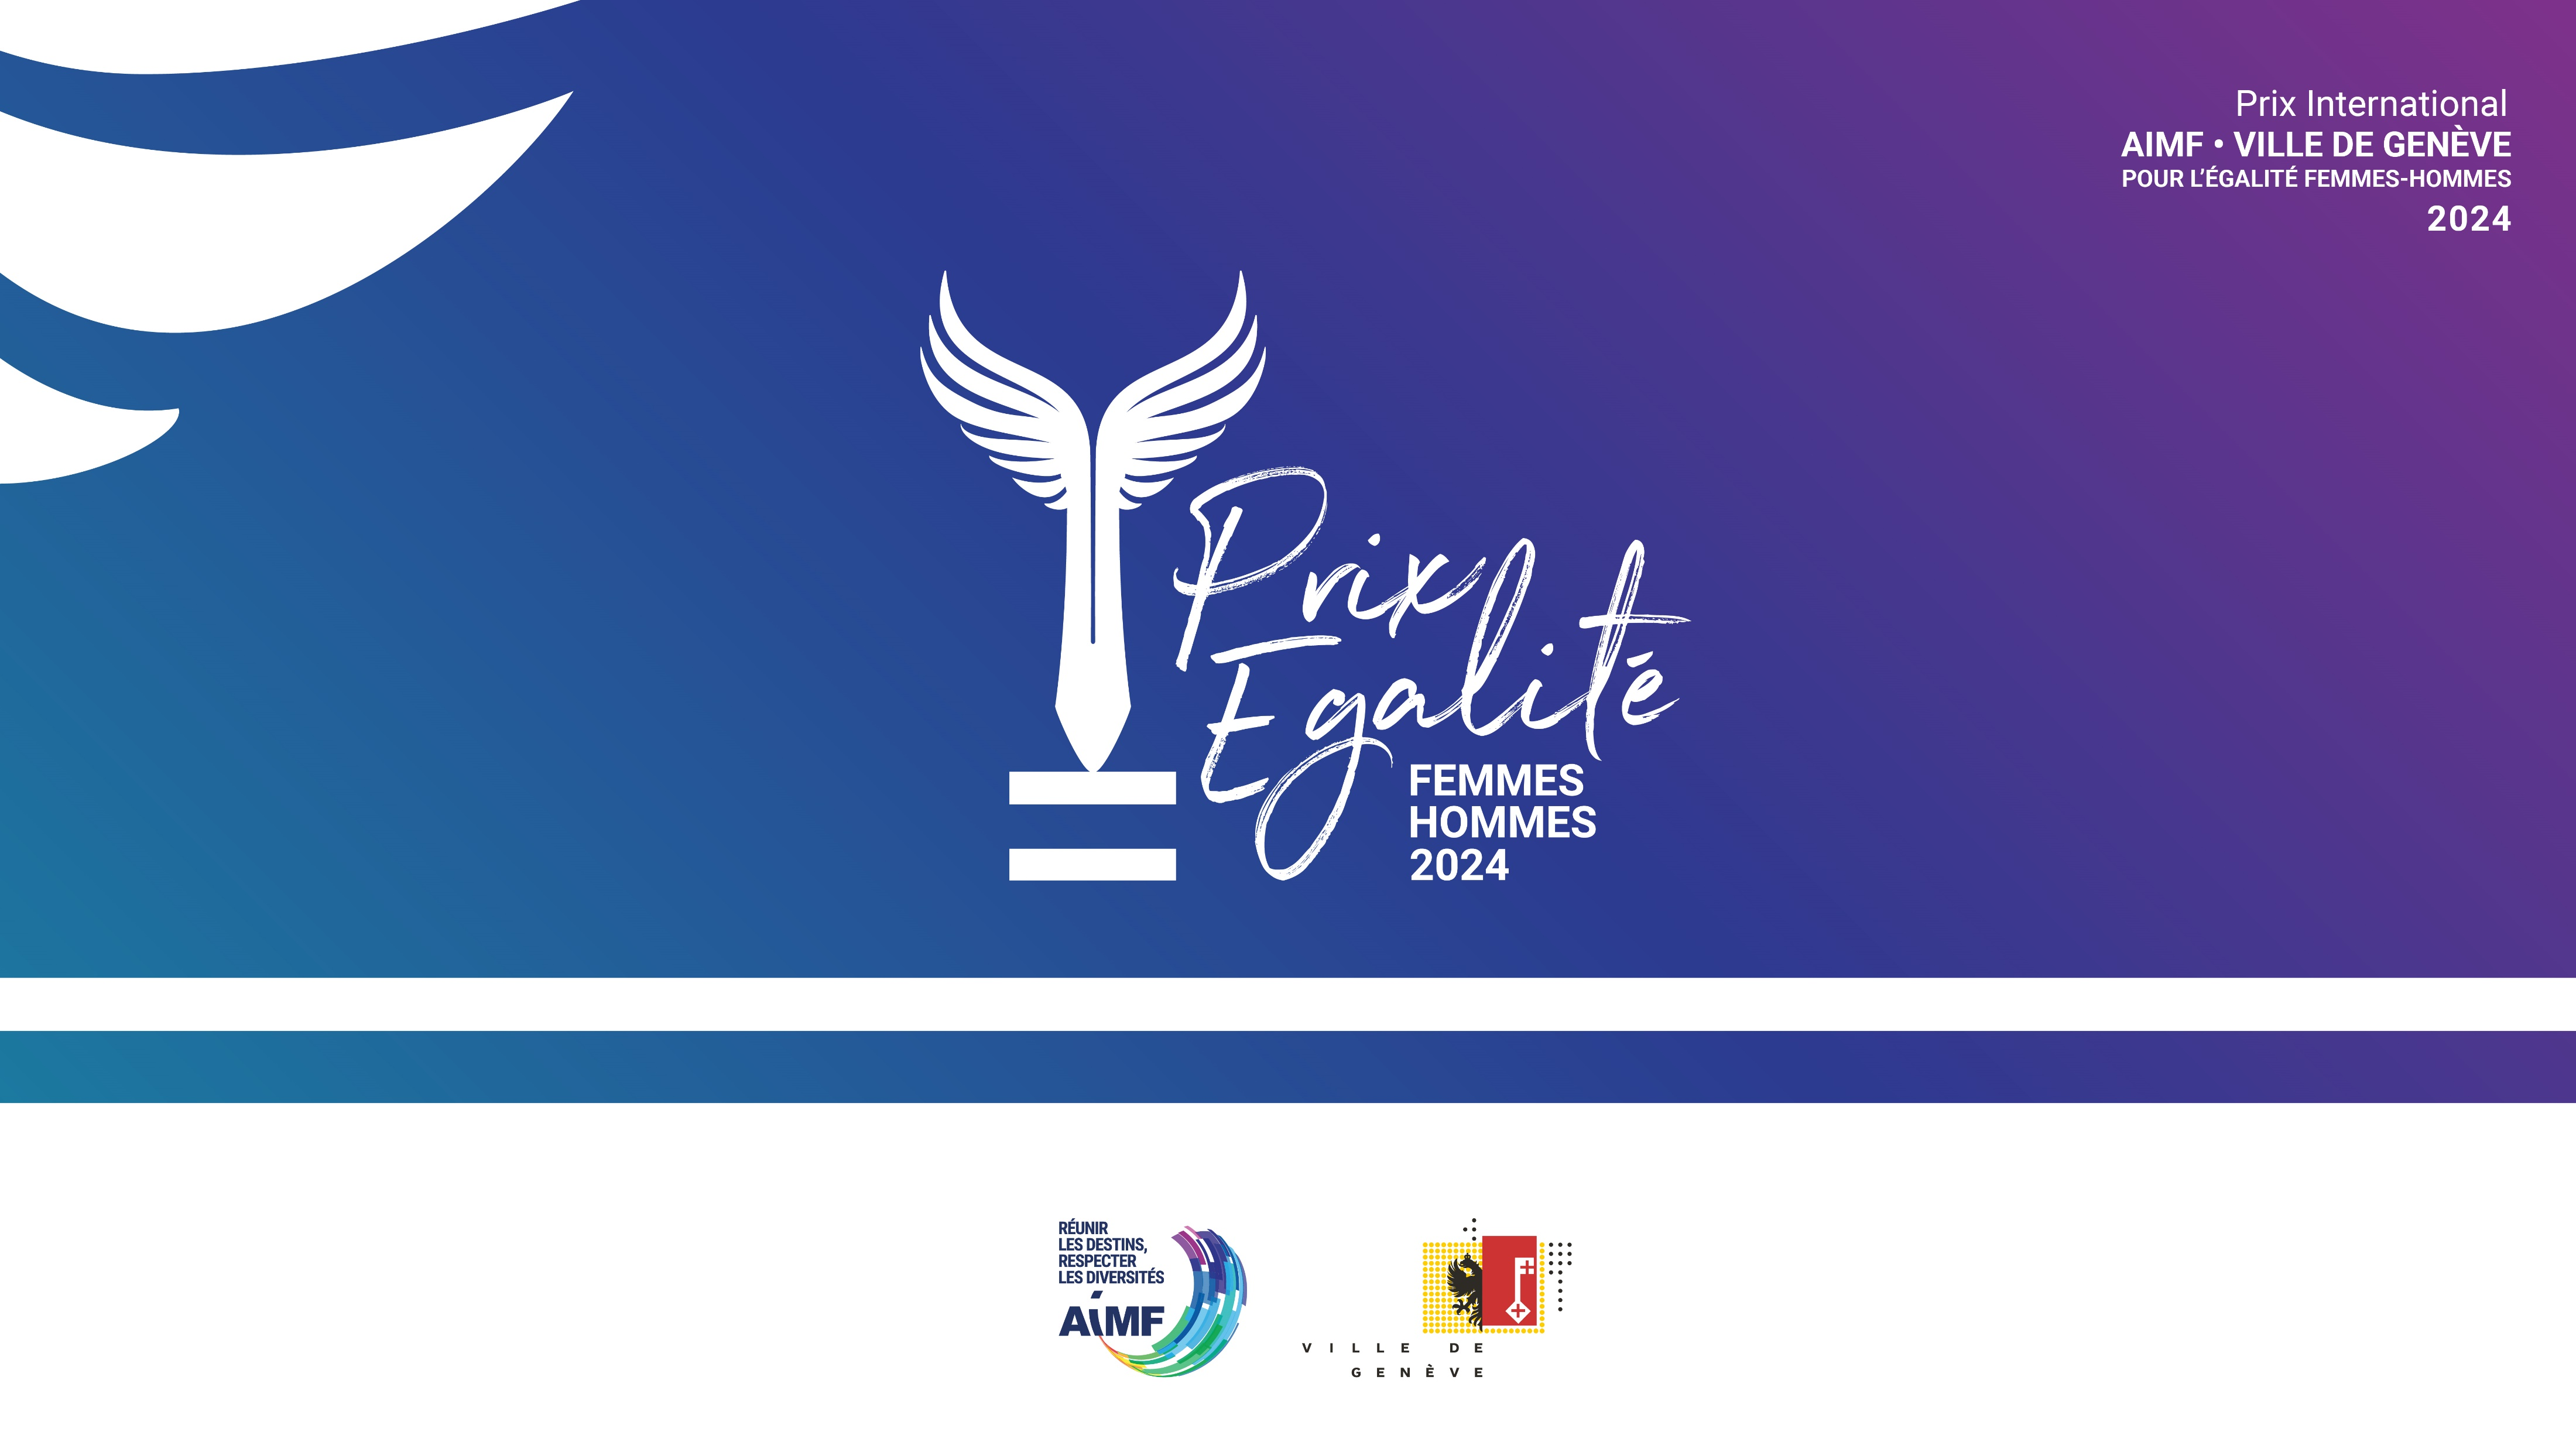 Prix International
AIMF • VILLE DE GENÈVE
POUR L’ÉGALITÉ FEMMES-HOMMES
2024
Prix
Egalité
FEMMES
HOMMES
2024
RÉUNIR
LES DESTINS,
RESPECTER
LES DIVERSITÉS
AiMF
VILLE DE
GENÈVE